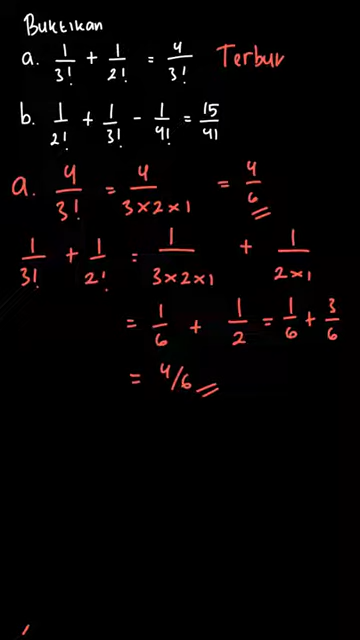 Buktikan
a. 1/3! + 1/2! = 4/3! Terbuk
b. 1/2! + 1/3! - 1/4! = 15/4!
a. 4/3! = 4/3×2×1 = 4/6
1/3! + 1/2! = 1/3×2×1 + 1/2×1
= 1/6 + 1/2 = 1/6 + 3/6
= 4/6